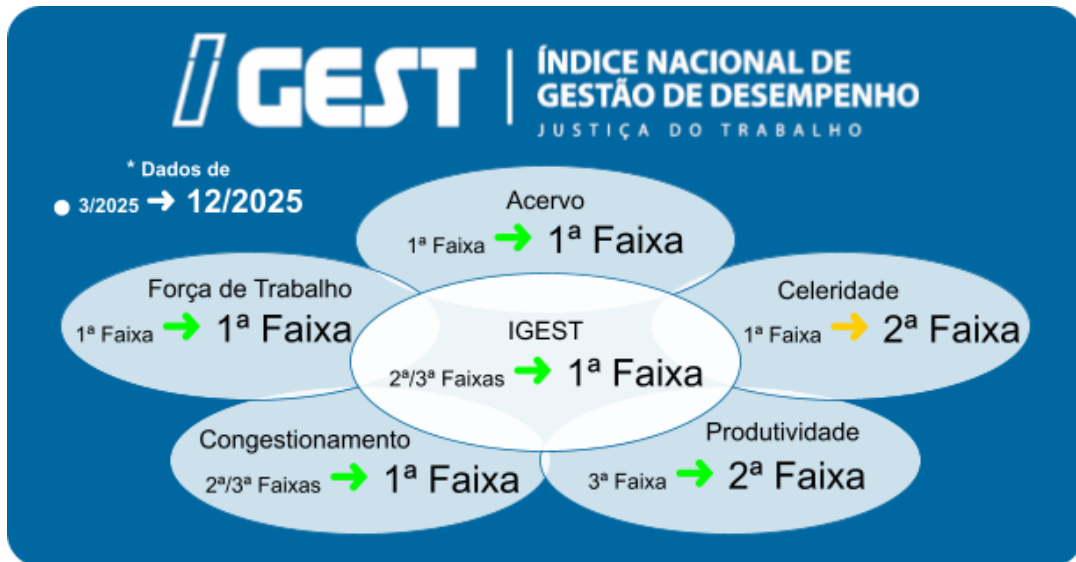 iGEST
ÍNDICE NACIONAL DE
GESTÃO DE DESEMPENHO
JUSTIÇA DO TRABALHO
* Dados de
3/2025 ➔ 12/2025
Acervo
1ª Faixa ➔ 1ª Faixa
Força de Trabalho
1ª Faixa ➔ 1ª Faixa
Celeridade
1ª Faixa ➔ 2ª Faixa
IGEST
2ª/3ª Faixas ➔ 1ª Faixa
Congestionamento
2ª/3ª Faixas ➔ 1ª Faixa
Produtividade
3ª Faixa ➔ 2ª Faixa